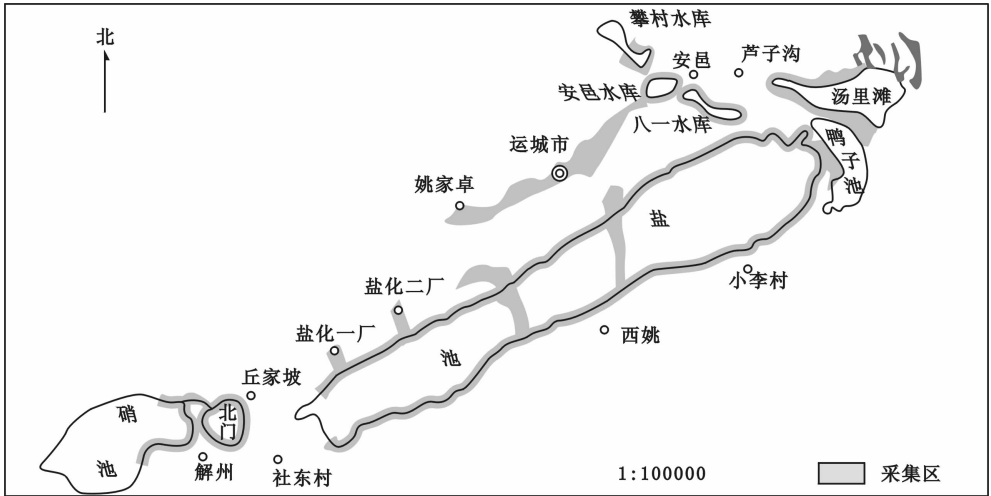 北
攀村水库
安邑
芦子沟
安邑水库
汤里滩
八一水库
鸭子池
运城市
姚家卓
盐
小李村
盐化二厂
盐化一厂
西姚
池
丘家坡
硝
北门
池
解州
社东村
1:100000
采集区